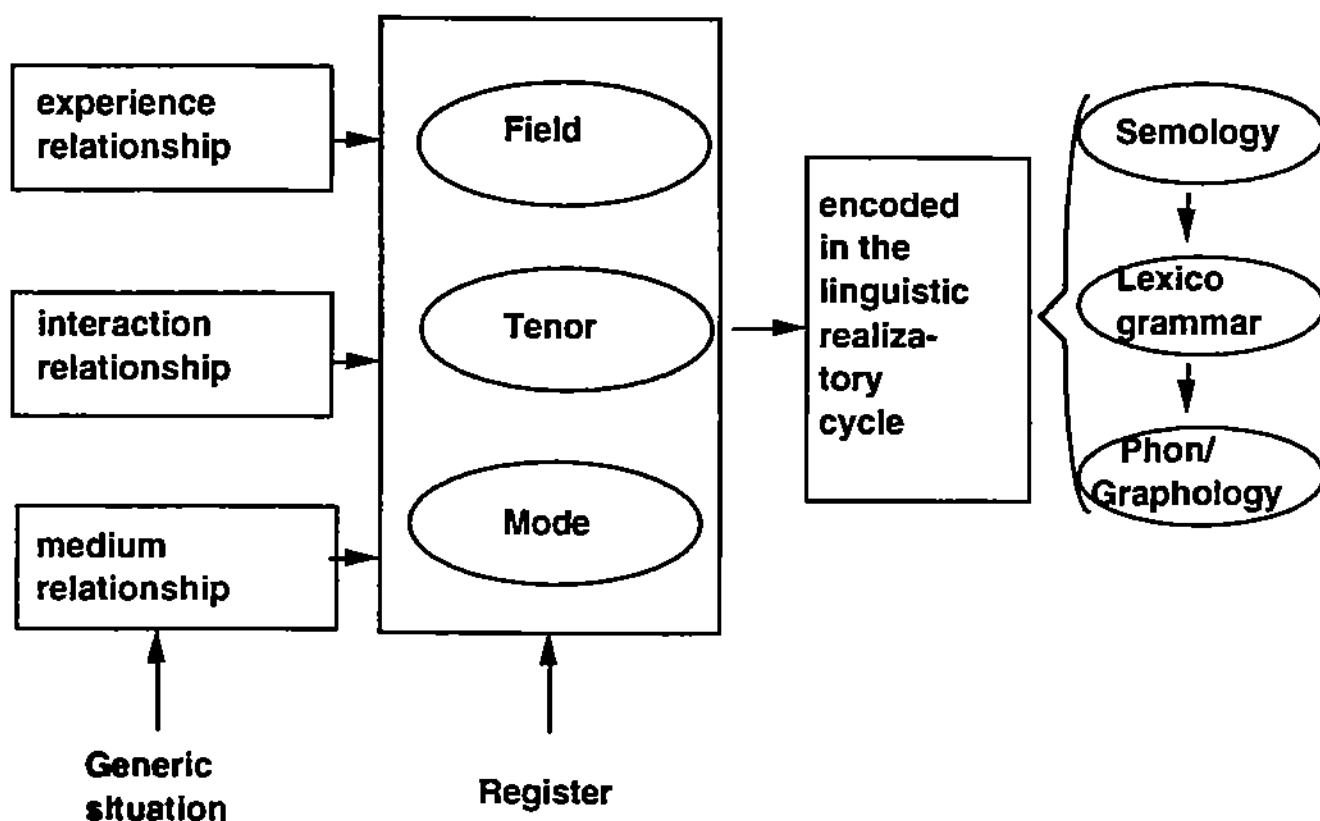 experience
relationship
Field
Semology
interaction
relationship
Tenor
encoded
in the
linguistic
realiza-
tory
cycle
Lexico
grammar
medium
relationship
Mode
Phon/
Graphology
Generic
situation
Register